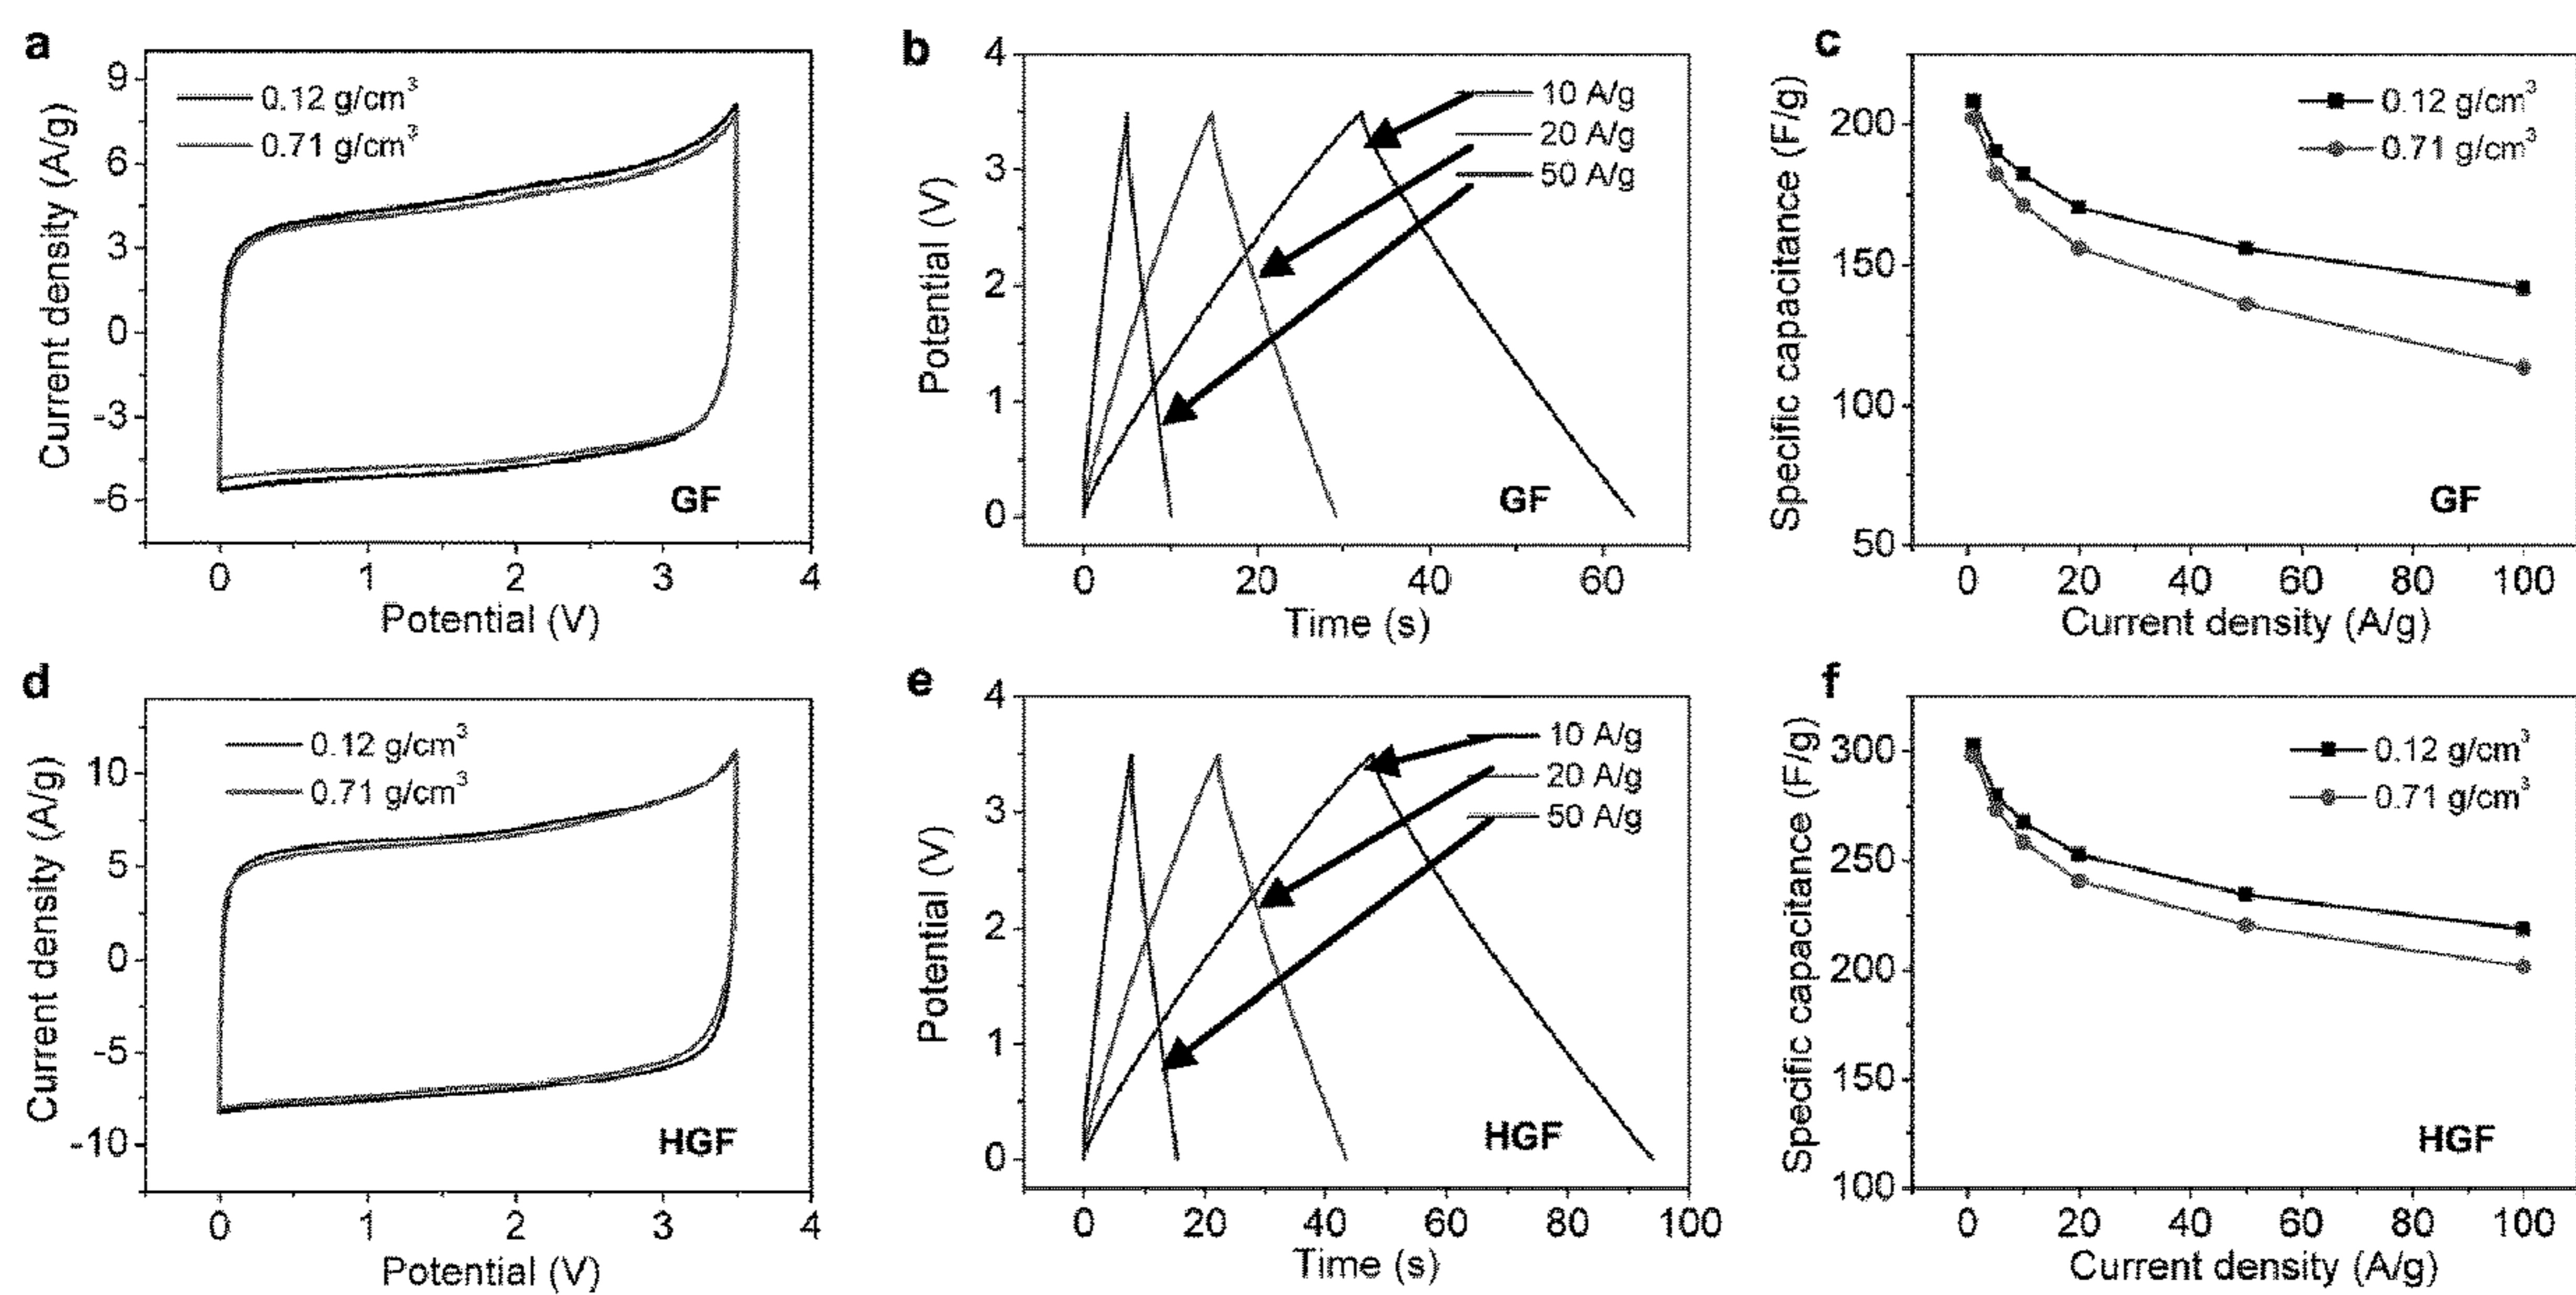 a
9
6
3
0
-3
-6
0 1 2 3 4
Current density (A/g)
Potential (V)
0.12 g/cm³
0.71 g/cm³
GF
b
4
3
2
1
0
0 20 40 60
Potential (V)
Time (s)
10 A/g
20 A/g
50 A/g
GF
c
200
150
100
50
0 20 40 60 80 100
Specific capacitance (F/g)
Current density (A/g)
0.12 g/cm³
0.71 g/cm³
GF
d
10
5
0
-5
-10
0 1 2 3 4
Current density (A/g)
Potential (V)
0.12 g/cm³
0.71 g/cm³
HGF
e
4
3
2
1
0
0 20 40 60 80 100
Potential (V)
Time (s)
10 A/g
20 A/g
50 A/g
HGF
f
300
250
200
150
100
0 20 40 60 80 100
Specific capacitance (F/g)
Current density (A/g)
0.12 g/cm³
0.71 g/cm³
HGF